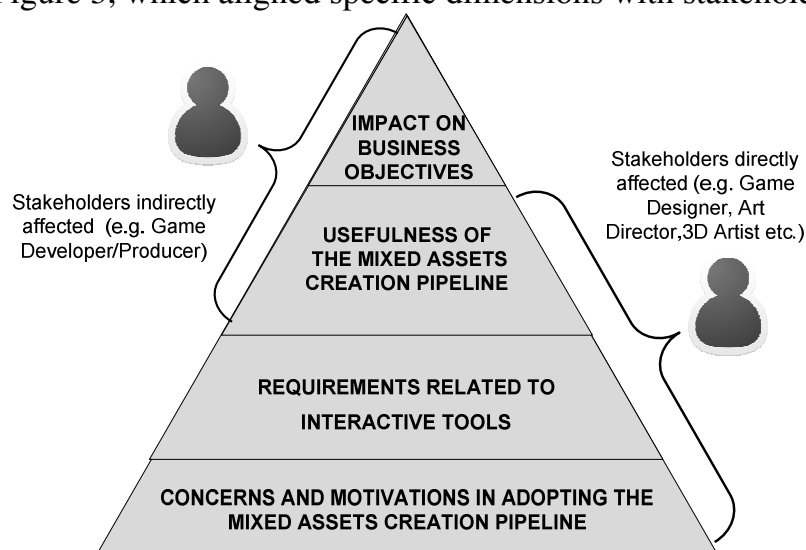 Figure 3, which aligned specific dimensions with stakehol
IMPACT ON
BUSINESS
OBJECTIVES
Stakeholders indirectly
affected (e.g. Game
Developer/Producer)
Stakeholders directly
affected (e.g. Game
Designer, Art
Director,3D Artist etc.)
USEFULNESS OF
THE MIXED ASSETS
CREATION PIPELINE
REQUIREMENTS RELATED TO
INTERACTIVE TOOLS
CONCERNS AND MOTIVATIONS IN ADOPTING THE
MIXED ASSETS CREATION PIPELINE